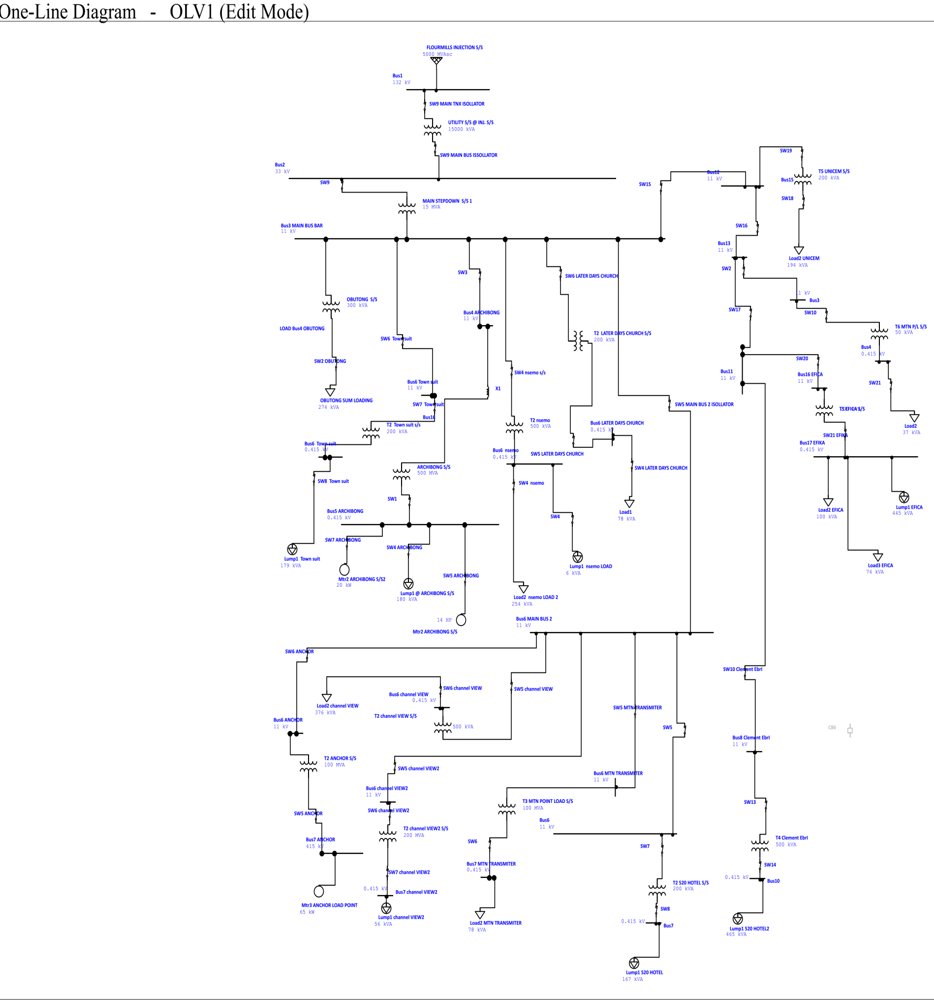 One-Line Diagram - OLV1 (Edit Mode)
FLOURMILLS INJECTION S/S
5000 MVAsc
Bus1
132 kV
SW9 MAIN TNX ISOLLATOR
UTILITY S/S @ INJ. S/S
15000 kVA
SW9 MAIN BUS ISSOLLATOR
Bus2
33 kV
SW9
MAIN STEPDOWN S/S 1
15 MVA
Bus3 MAIN BUS BAR
11 kV
SW15
Bus12
11 kV
SW19
T5 UNICEM S/S
200 kVA
Bus15
SW18
SW16
Bus13
11 kV
Load2 UNICEM
194 kVA
SW2
SW3
SW6 LATER DAYS CHURCH
11 kV
Bus3
OBUTONG S/S
300 kVA
Bus4 ARCHIBONG
11 kV
SW17
SW10
LOAD Bus4 OBUTONG
SW6 Town suit
T2 LATER DAYS CHURCH S/S
200 kVA
T6 MTN P/L S/S
50 kVA
Bus4
0.415 kV
SW2 OBUTONG
SW4 nsemo s/s
SW20
Bus11
11 kV
Bus16 EFICA
11 kV
SW21
Bus6 Town suit
11 kV
X1
OBUTONG SUM LOADING
274 kVA
SW7 Town suit
SW5 MAIN BUS 2 ISOLLATOR
T5 EFICA S/S
Bus16
T2 Town suit s/s
200 kVA
T2 nsemo
500 kVA
Bus6 LATER DAYS CHURCH
0.415 kV
Load2
37 kVA
SW21 EFIKA
Bus6 Town suit
0.415 kV
Bus6 nsemo
0.415 kV
SW5 LATER DAYS CHURCH
Bus17 EFIKA
0.415 kV
ARCHIBONG S/S
500 MVA
SW4 LATER DAYS CHURCH
SW8 Town suit
SW4 nsemo
SW1
Bus5 ARCHIBONG
0.415 kV
SW4
Load1
78 kVA
Load2 EFICA
100 kVA
Lump1 EFICA
445 kVA
SW7 ARCHIBONG
SW4 ARCHIBONG
Lump1 Town suit
179 kVA
Lump1 nsemo LOAD
6 kVA
Load3 EFICA
74 kVA
SW5 ARCHIBONG
Mtr2 ARCHIBONG S/S2
20 kW
Lump1 @ ARCHIBONG S/S
180 kVA
Load2 nsemo LOAD 2
254 kVA
14 HP
Mtr2 ARCHIBONG S/S
Bus6 MAIN BUS 2
11 kV
SW6 ANCHOR
SW10 Clement EbrI
SW6 channel VIEW
SW5 channel VIEW
Bus6 channel VIEW
0.415 kV
Load2 channel VIEW
376 kVA
T2 channel VIEW S/S
500 kVA
SW5 MTN TRANSMITER
Bus6 ANCHOR
11 kV
SW5
CB6
Bus8 Clement EbrI
11 kV
T2 ANCHOR S/S
100 MVA
SW5 channel VIEW2
Bus6 MTN TRANSMITER
11 kV
Bus6 channel VIEW2
11 kV
T3 MTN POINT LOAD S/S
100 MVA
SW13
SW5 ANCHOR
SW6 channel VIEW2
Bus6
11 kV
T2 channel VIEW2 S/S
200 MVA
Bus7 ANCHOR
415 kV
SW6
SW7
T4 Clement EbrI
500 kVA
Bus7 MTN TRANSMITER
0.415 kV
SW14
SW7 channel VIEW2
0.415 kV
Bus10
0.415 kV
Bus7 channel VIEW2
T2 520 HOTEL S/S
200 kVA
Mtr3 ANCHOR LOAD POINT
65 kW
SW8
Lump1 channel VIEW2
56 kVA
Load2 MTN TRANSMITER
78 kVA
0.415 kV
Bus7
Lump1 520 HOTEL2
465 kVA
Lump1 520 HOTEL
167 kVA